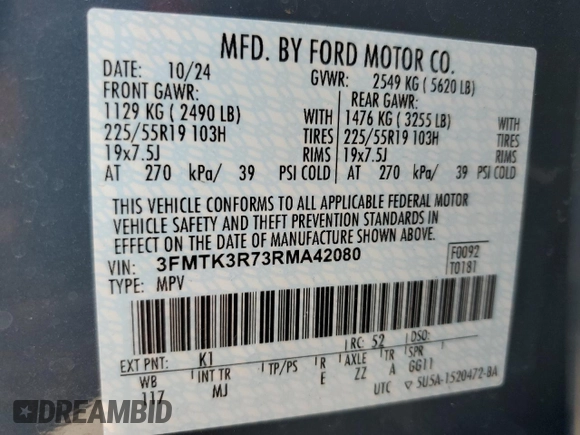 MFD. BY FORD MOTOR CO.
DATE: 10/24 GVWR: 2549 KG ( 5620 LB)
FRONT GAWR: REAR GAWR:
1129 KG ( 2490 LB) WITH 1476 KG ( 3255 LB) WITH
225/55R19 103H TIRES 225/55R19 103H TIRES
19x7.5J RIMS 19x7.5J RIMS
AT 270 kPa/ 39 PSI COLD AT 270 kPa/ 39 PSI COLD
THIS VEHICLE CONFORMS TO ALL APPLICABLE FEDERAL MOTOR
VEHICLE SAFETY AND THEFT PREVENTION STANDARDS IN
EFFECT ON THE DATE OF MANUFACTURE SHOWN ABOVE.
VIN: 3FMTK3R73RMA42080 F0092
TYPE: MPV T0181
EXT PNT: K1 RC: 52 DSO:
WB INT TR TP/PS R AXLE TR SPR
117 MJ E ZZ A GG11
UTC 5U5A-1520472-BA
DREAMBID